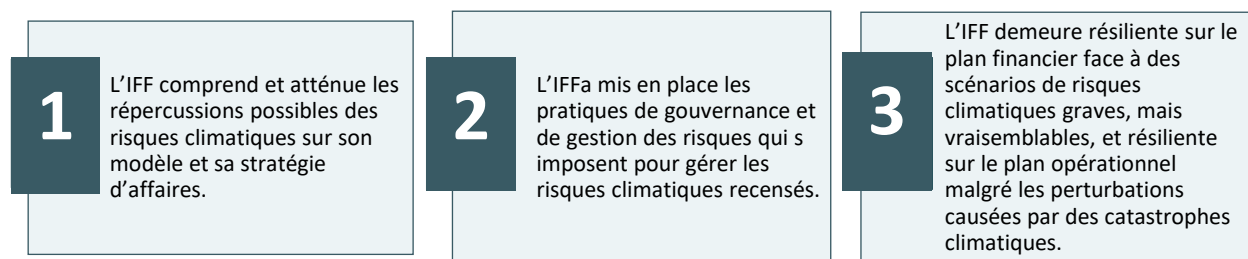 1
L’IFF comprend et atténue les
répercussions possibles des
risques climatiques sur son
modèle et sa stratégie
d’affaires.
2
L’IFFa mis en place les
pratiques de gouvernance et
de gestion des risques qui s
imposent pour gérer les
risques climatiques recensés.
3
L’IFF demeure résiliente sur le
plan financier face à des
scénarios de risques
climatiques graves, mais
vraisemblables, et résiliente
sur le plan opérationnel
malgré les perturbations
causées par des catastrophes
climatiques.